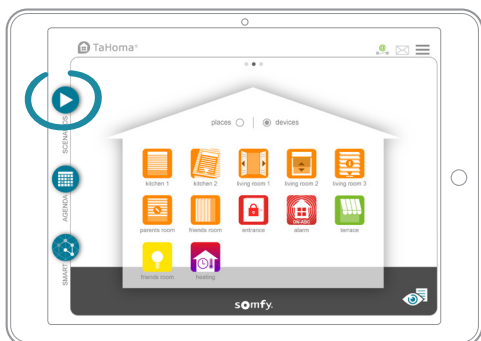 TaHoma®
places
devices
SCENARIOS
kitchen 1
kitchen 2
living room 1
living room 2
living room 3
AGENDA
parents room
friends room
entrance
ON-ABC
alarm
terrace
SMART
friends room
heating
somfy.